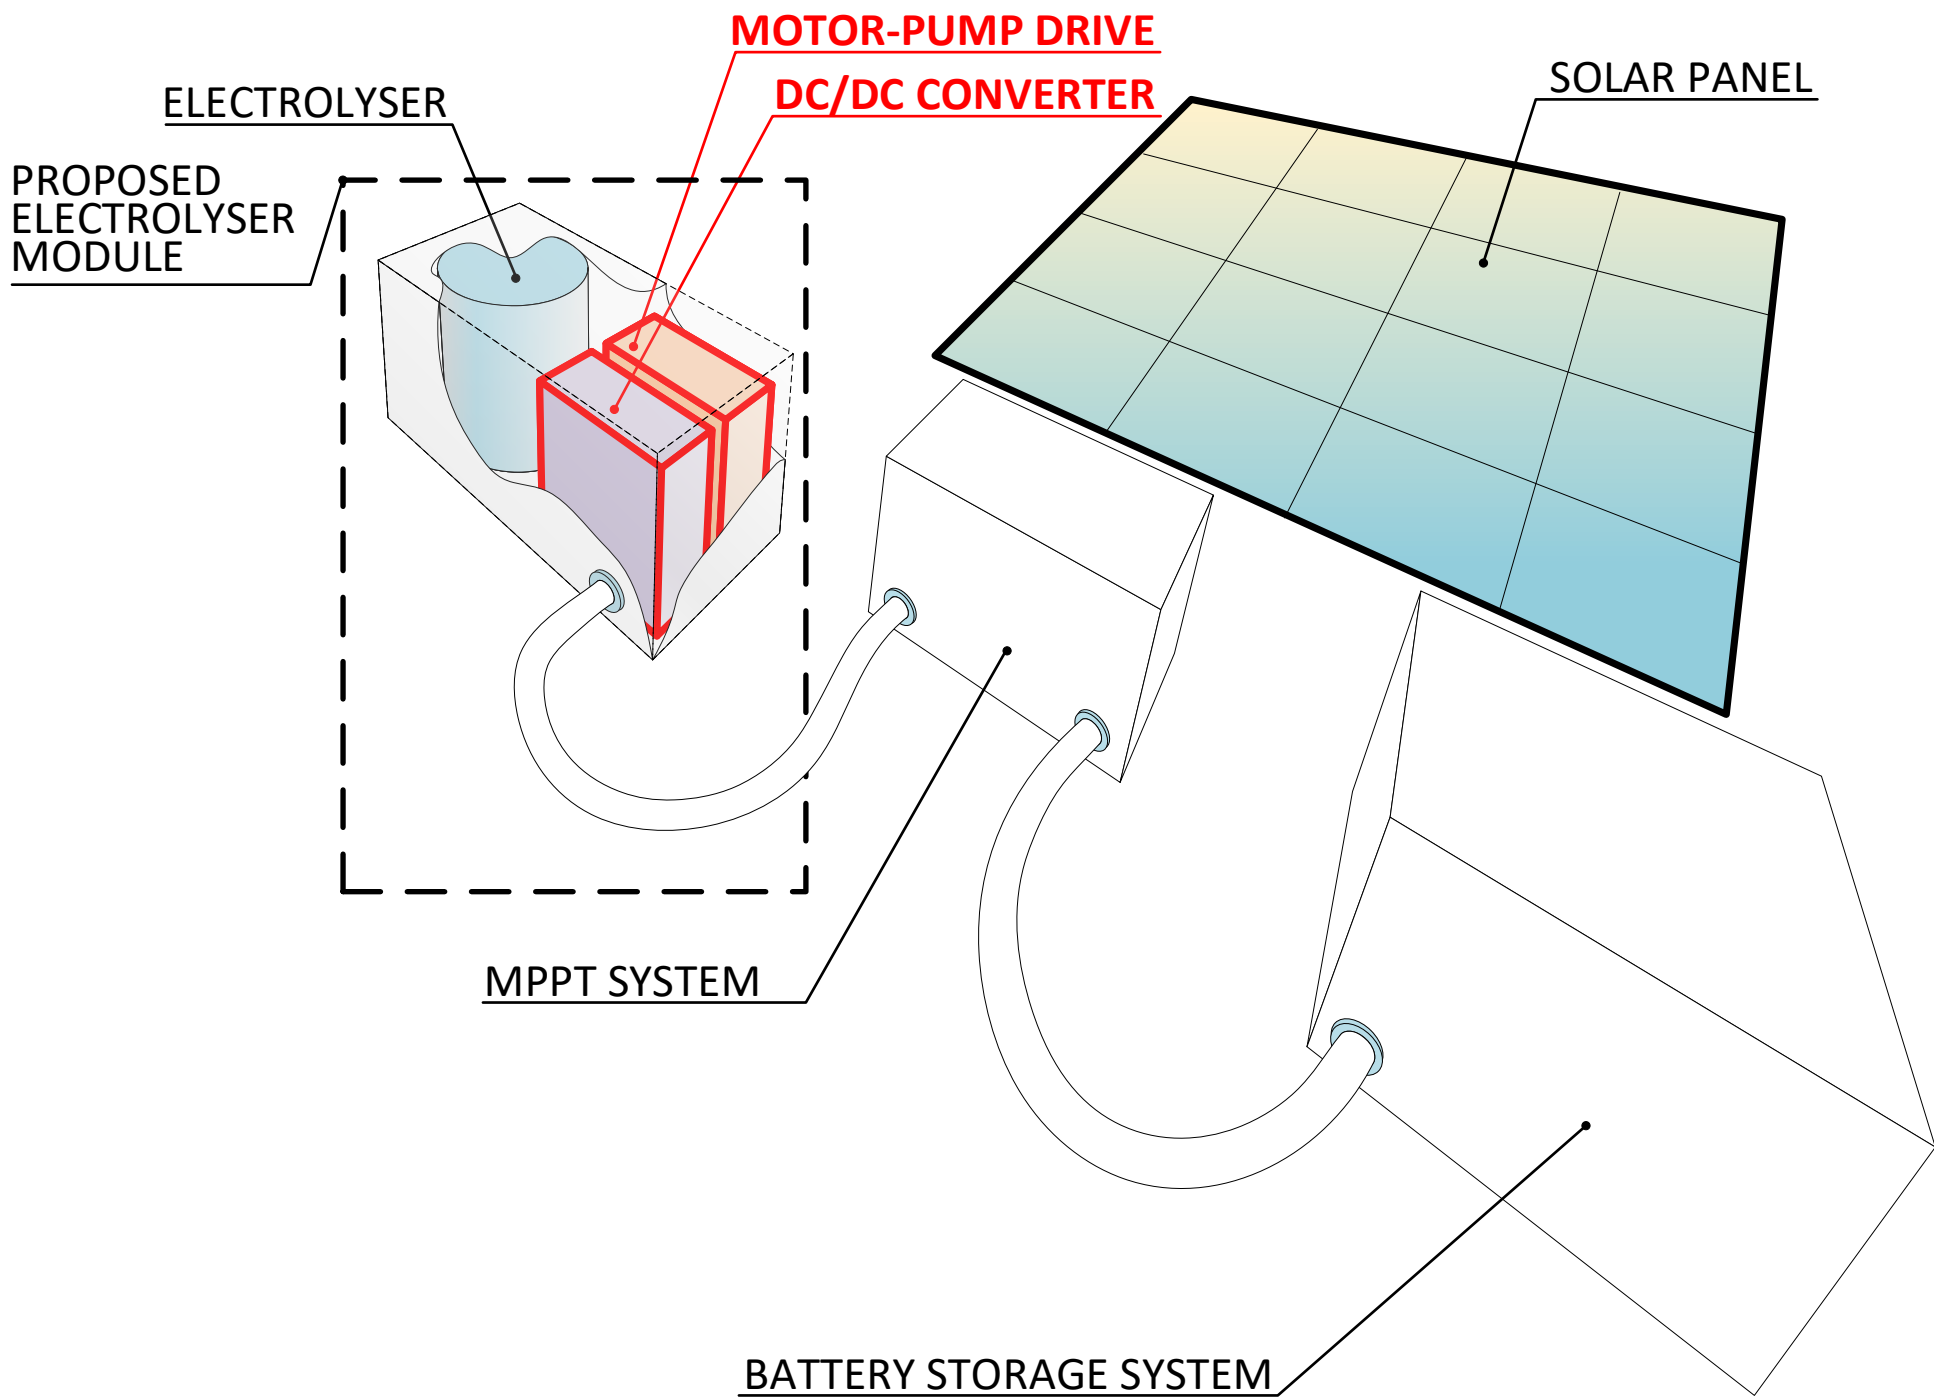 MOTOR-PUMP DRIVE
DC/DC CONVERTER
SOLAR PANEL
ELECTROLYSER
PROPOSED
ELECTROLYSER
MODULE
MPPT SYSTEM
BATTERY STORAGE SYSTEM